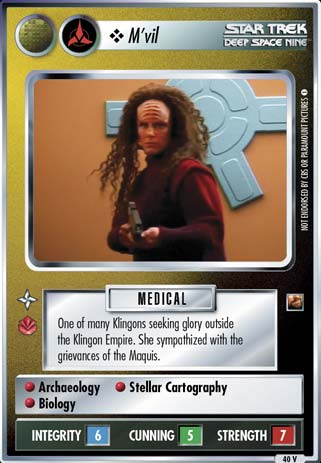 ❖ M'vil
STAR TREK
DEEP SPACE NINE
NOT ENDORSED BY CBS OR PARAMOUNT PICTURES
MEDICAL
One of many Klingons seeking glory outside
the Klingon Empire. She sympathized with the
grievances of the Maquis.
Archaeology Stellar Cartography
Biology
INTEGRITY 6 CUNNING 5 STRENGTH 7
40 V